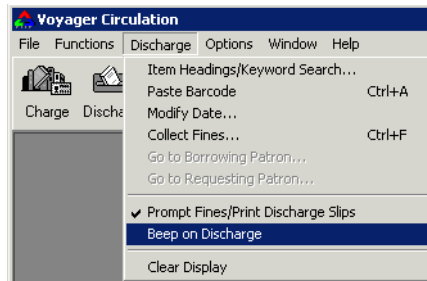 Voyager Circulation
File Functions Discharge Options Window Help
Item Headings/Keyword Search...
Paste Barcode Ctrl+A
Charge Discha
Modify Date...
Collect Fines... Ctrl+F
Go to Borrowing Patron...
Go to Requesting Patron...
Prompt Fines/Print Discharge Slips
Beep on Discharge
Clear Display